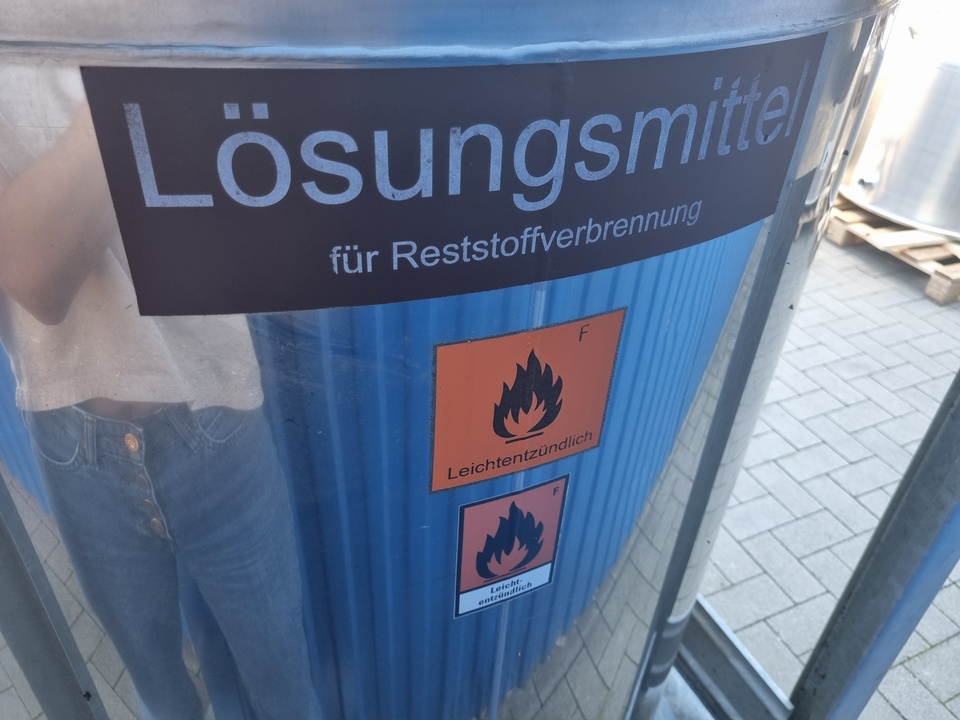 Lösungsmittel
für Reststoffverbrennung
F
Leichtentzündlich
F
Leicht-
entzündlich